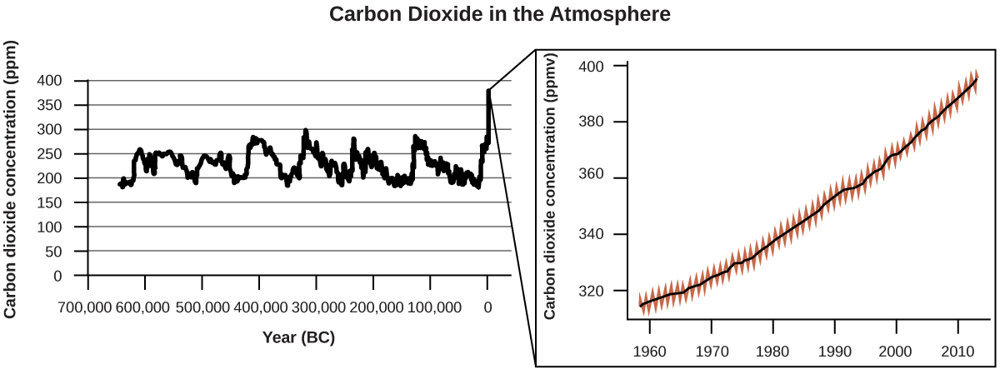 Carbon Dioxide in the Atmosphere
Carbon dioxide concentration (ppm)
400
350
300
250
200
150
100
50
0
700,000 600,000 500,000 400,000 300,000 200,000 100,000 0
Year (BC)
Carbon dioxide concentration (ppmv)
400
380
360
340
320
1960 1970 1980 1990 2000 2010